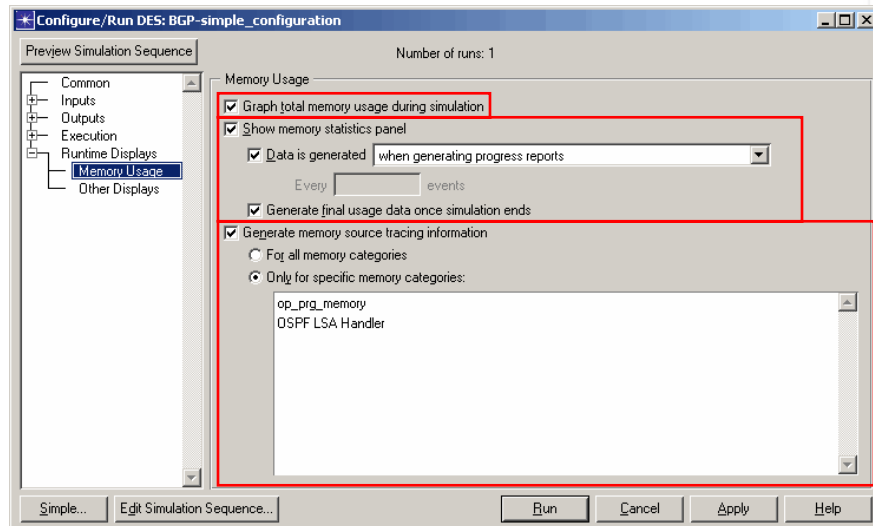 Configure/Run DES: BGP-simple_configuration
Preview Simulation Sequence
Number of runs: 1
Common
Inputs
Outputs
Execution
Runtime Displays
Memory Usage
Other Displays
Memory Usage
Graph total memory usage during simulation
Show memory statistics panel
Data is generated when generating progress reports
Every events
Generate final usage data once simulation ends
Generate memory source tracing information
For all memory categories
Only for specific memory categories:
op_prg_memory
OSPF LSA Handler
Simple... Edit Simulation Sequence... Run Cancel Apply Help